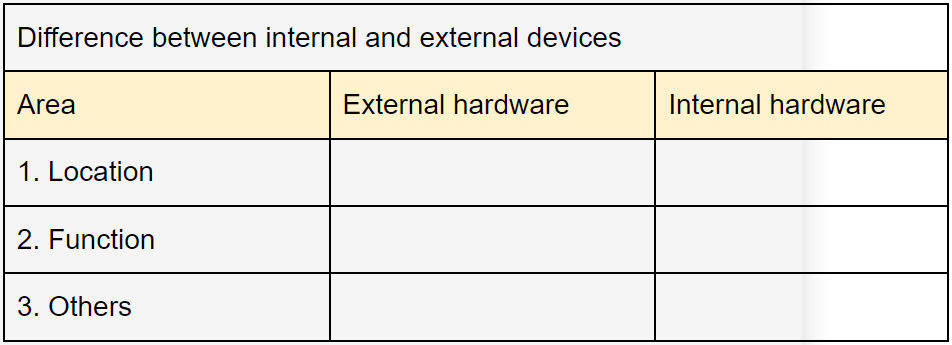 Difference between internal and external devices
Area External hardware Internal hardware
1. Location
2. Function
3. Others